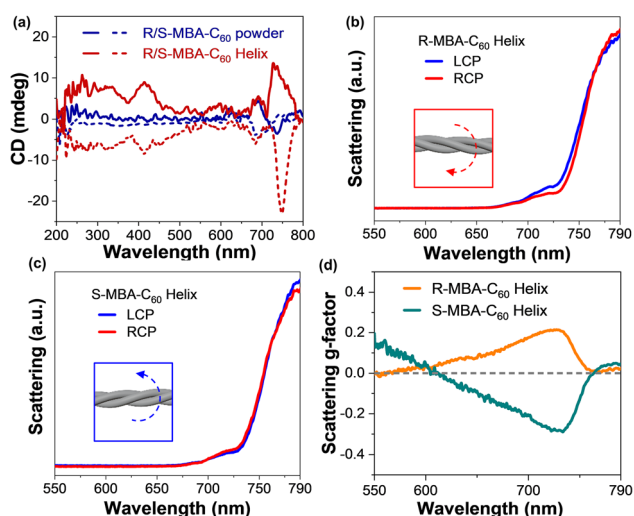 (a)
R/S-MBA-C60 powder
R/S-MBA-C60 Helix
CD (mdeg)
20
10
0
-10
-20
200 300 400 500 600 700 800
Wavelength (nm)
(b)
R-MBA-C60 Helix
LCP
RCP
Scattering (a.u.)
550 600 650 700 750 790
Wavelength (nm)
(c)
S-MBA-C60 Helix
LCP
RCP
Scattering (a.u.)
550 600 650 700 750 790
Wavelength (nm)
(d)
R-MBA-C60 Helix
S-MBA-C60 Helix
Scattering g-factor
0.4
0.2
0.0
-0.2
-0.4
550 600 700 790
Wavelength (nm)